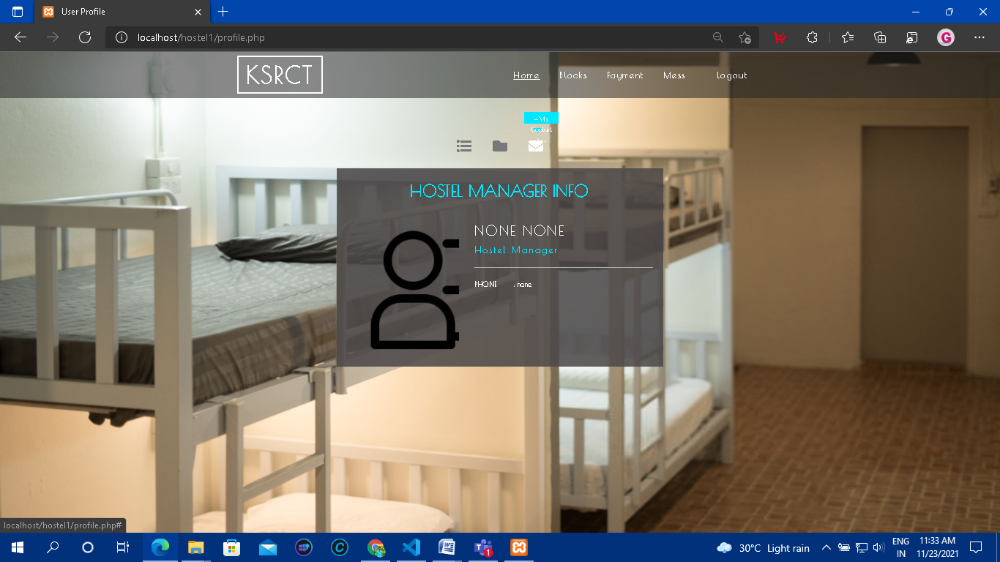 User Profile
localhost/hostel1/profile.php
G
KSRCT
Home Blocks Payment Mess Logout
Contact
HOSTEL MANAGER INFO
NONE NONE
Hostel Manager
PHONE : none
localhost/hostel1/profile.php#
30°C Light rain
ENG
IN
11:33 AM
11/23/2021
1